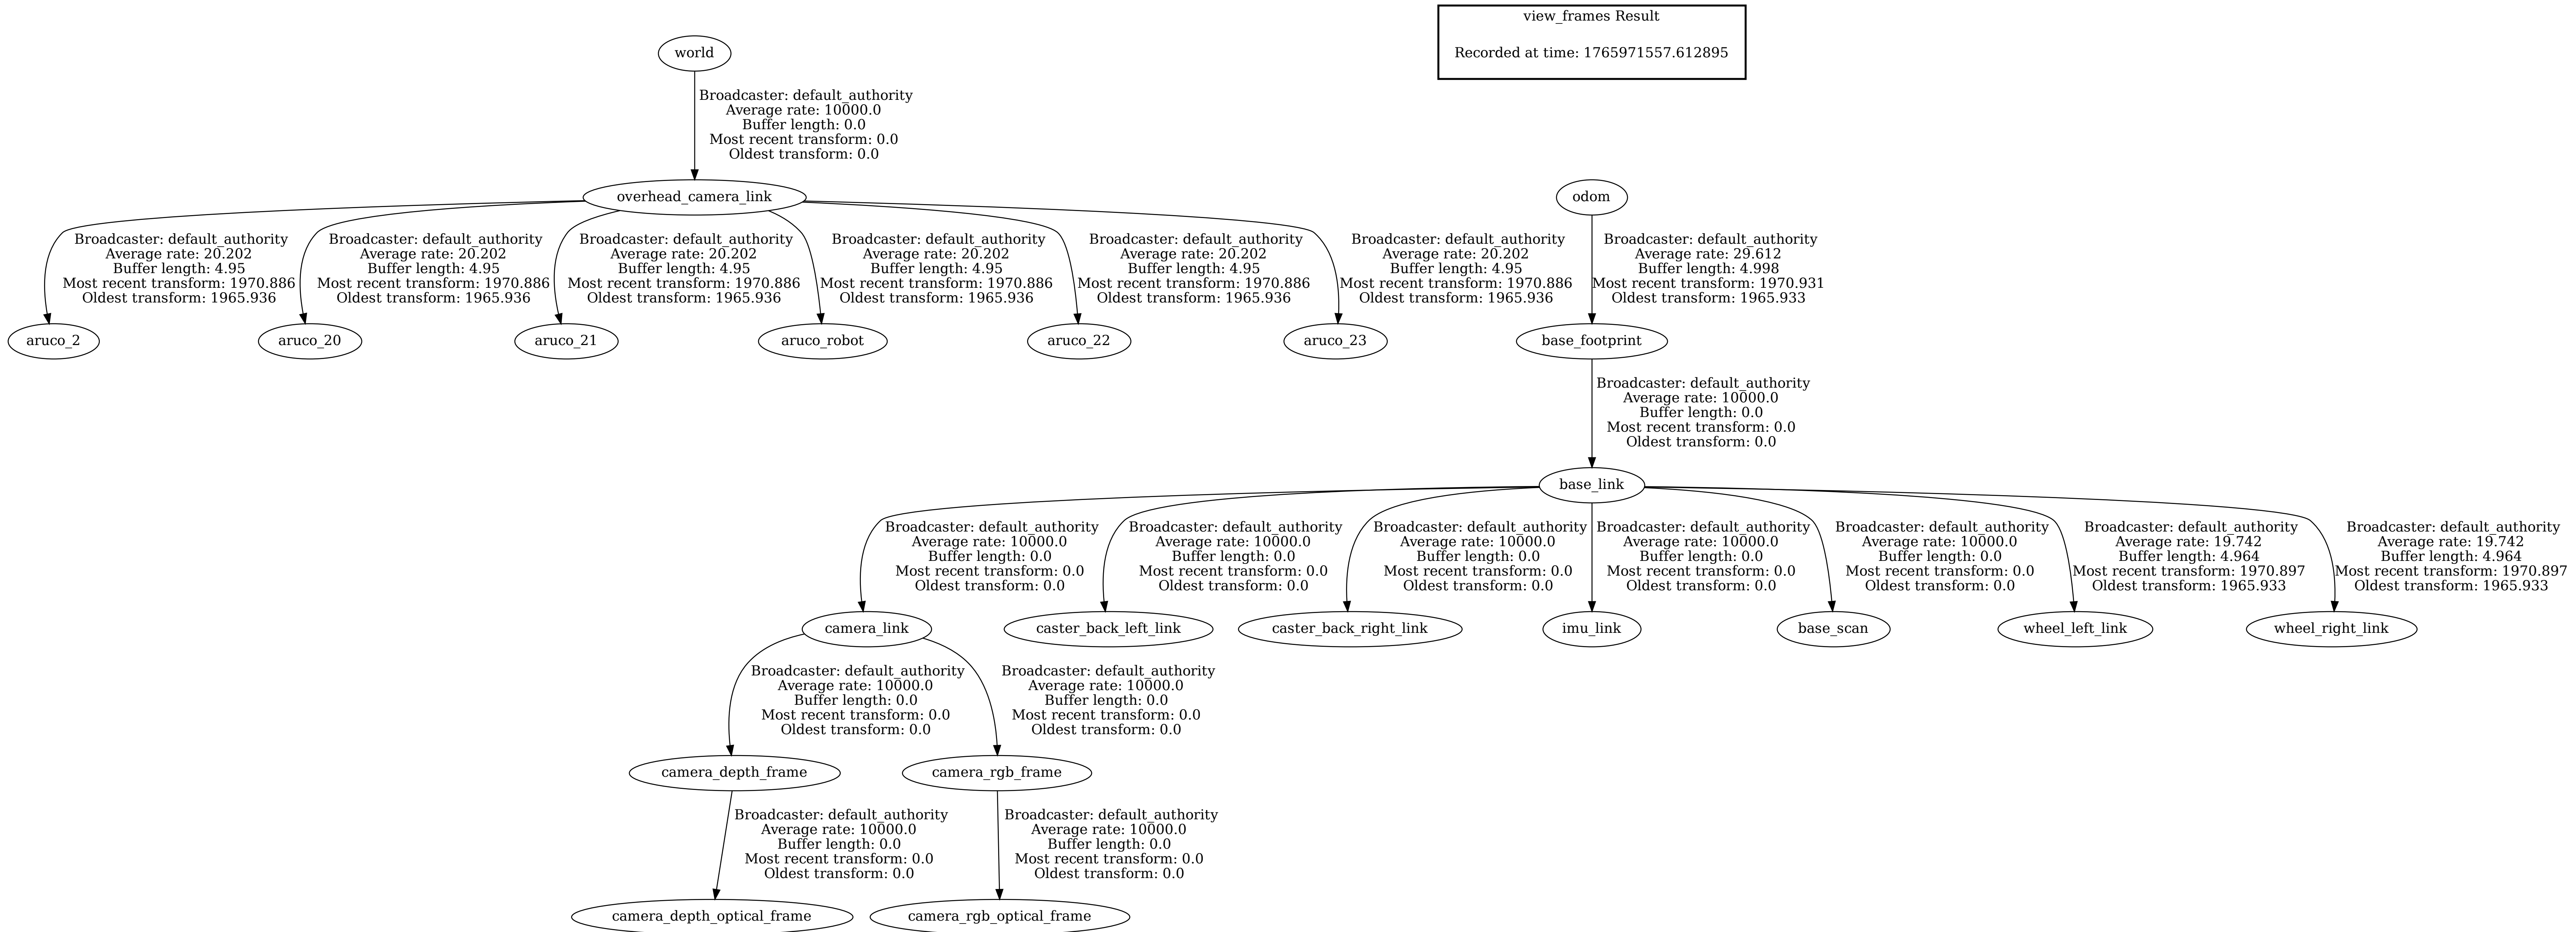 view_frames Result
Recorded at time: 1765971557.612895
world
Broadcaster: default_authority
Average rate: 10000.0
Buffer length: 0.0
Most recent transform: 0.0
Oldest transform: 0.0
overhead_camera_link
odom
Broadcaster: default_authority
Average rate: 20.202
Buffer length: 4.95
Most recent transform: 1970.886
Oldest transform: 1965.936
Broadcaster: default_authority
Average rate: 20.202
Buffer length: 4.95
Most recent transform: 1970.886
Oldest transform: 1965.936
Broadcaster: default_authority
Average rate: 20.202
Buffer length: 4.95
Most recent transform: 1970.886
Oldest transform: 1965.936
Broadcaster: default_authority
Average rate: 20.202
Buffer length: 4.95
Most recent transform: 1970.886
Oldest transform: 1965.936
Broadcaster: default_authority
Average rate: 20.202
Buffer length: 4.95
Most recent transform: 1970.886
Oldest transform: 1965.936
Broadcaster: default_authority
Average rate: 20.202
Buffer length: 4.95
Most recent transform: 1970.886
Oldest transform: 1965.936
Broadcaster: default_authority
Average rate: 29.612
Buffer length: 4.998
Most recent transform: 1970.931
Oldest transform: 1965.933
aruco_2
aruco_20
aruco_21
aruco_robot
aruco_22
aruco_23
base_footprint
Broadcaster: default_authority
Average rate: 10000.0
Buffer length: 0.0
Most recent transform: 0.0
Oldest transform: 0.0
base_link
Broadcaster: default_authority
Average rate: 10000.0
Buffer length: 0.0
Most recent transform: 0.0
Oldest transform: 0.0
Broadcaster: default_authority
Average rate: 10000.0
Buffer length: 0.0
Most recent transform: 0.0
Oldest transform: 0.0
Broadcaster: default_authority
Average rate: 10000.0
Buffer length: 0.0
Most recent transform: 0.0
Oldest transform: 0.0
Broadcaster: default_authority
Average rate: 10000.0
Buffer length: 0.0
Most recent transform: 0.0
Oldest transform: 0.0
Broadcaster: default_authority
Average rate: 10000.0
Buffer length: 0.0
Most recent transform: 0.0
Oldest transform: 0.0
Broadcaster: default_authority
Average rate: 19.742
Buffer length: 4.964
Most recent transform: 1970.897
Oldest transform: 1965.933
Broadcaster: default_authority
Average rate: 19.742
Buffer length: 4.964
Most recent transform: 1970.897
Oldest transform: 1965.933
camera_link
caster_back_left_link
caster_back_right_link
imu_link
base_scan
wheel_left_link
wheel_right_link
Broadcaster: default_authority
Average rate: 10000.0
Buffer length: 0.0
Most recent transform: 0.0
Oldest transform: 0.0
Broadcaster: default_authority
Average rate: 10000.0
Buffer length: 0.0
Most recent transform: 0.0
Oldest transform: 0.0
camera_depth_frame
camera_rgb_frame
Broadcaster: default_authority
Average rate: 10000.0
Buffer length: 0.0
Most recent transform: 0.0
Oldest transform: 0.0
Broadcaster: default_authority
Average rate: 10000.0
Buffer length: 0.0
Most recent transform: 0.0
Oldest transform: 0.0
camera_depth_optical_frame
camera_rgb_optical_frame